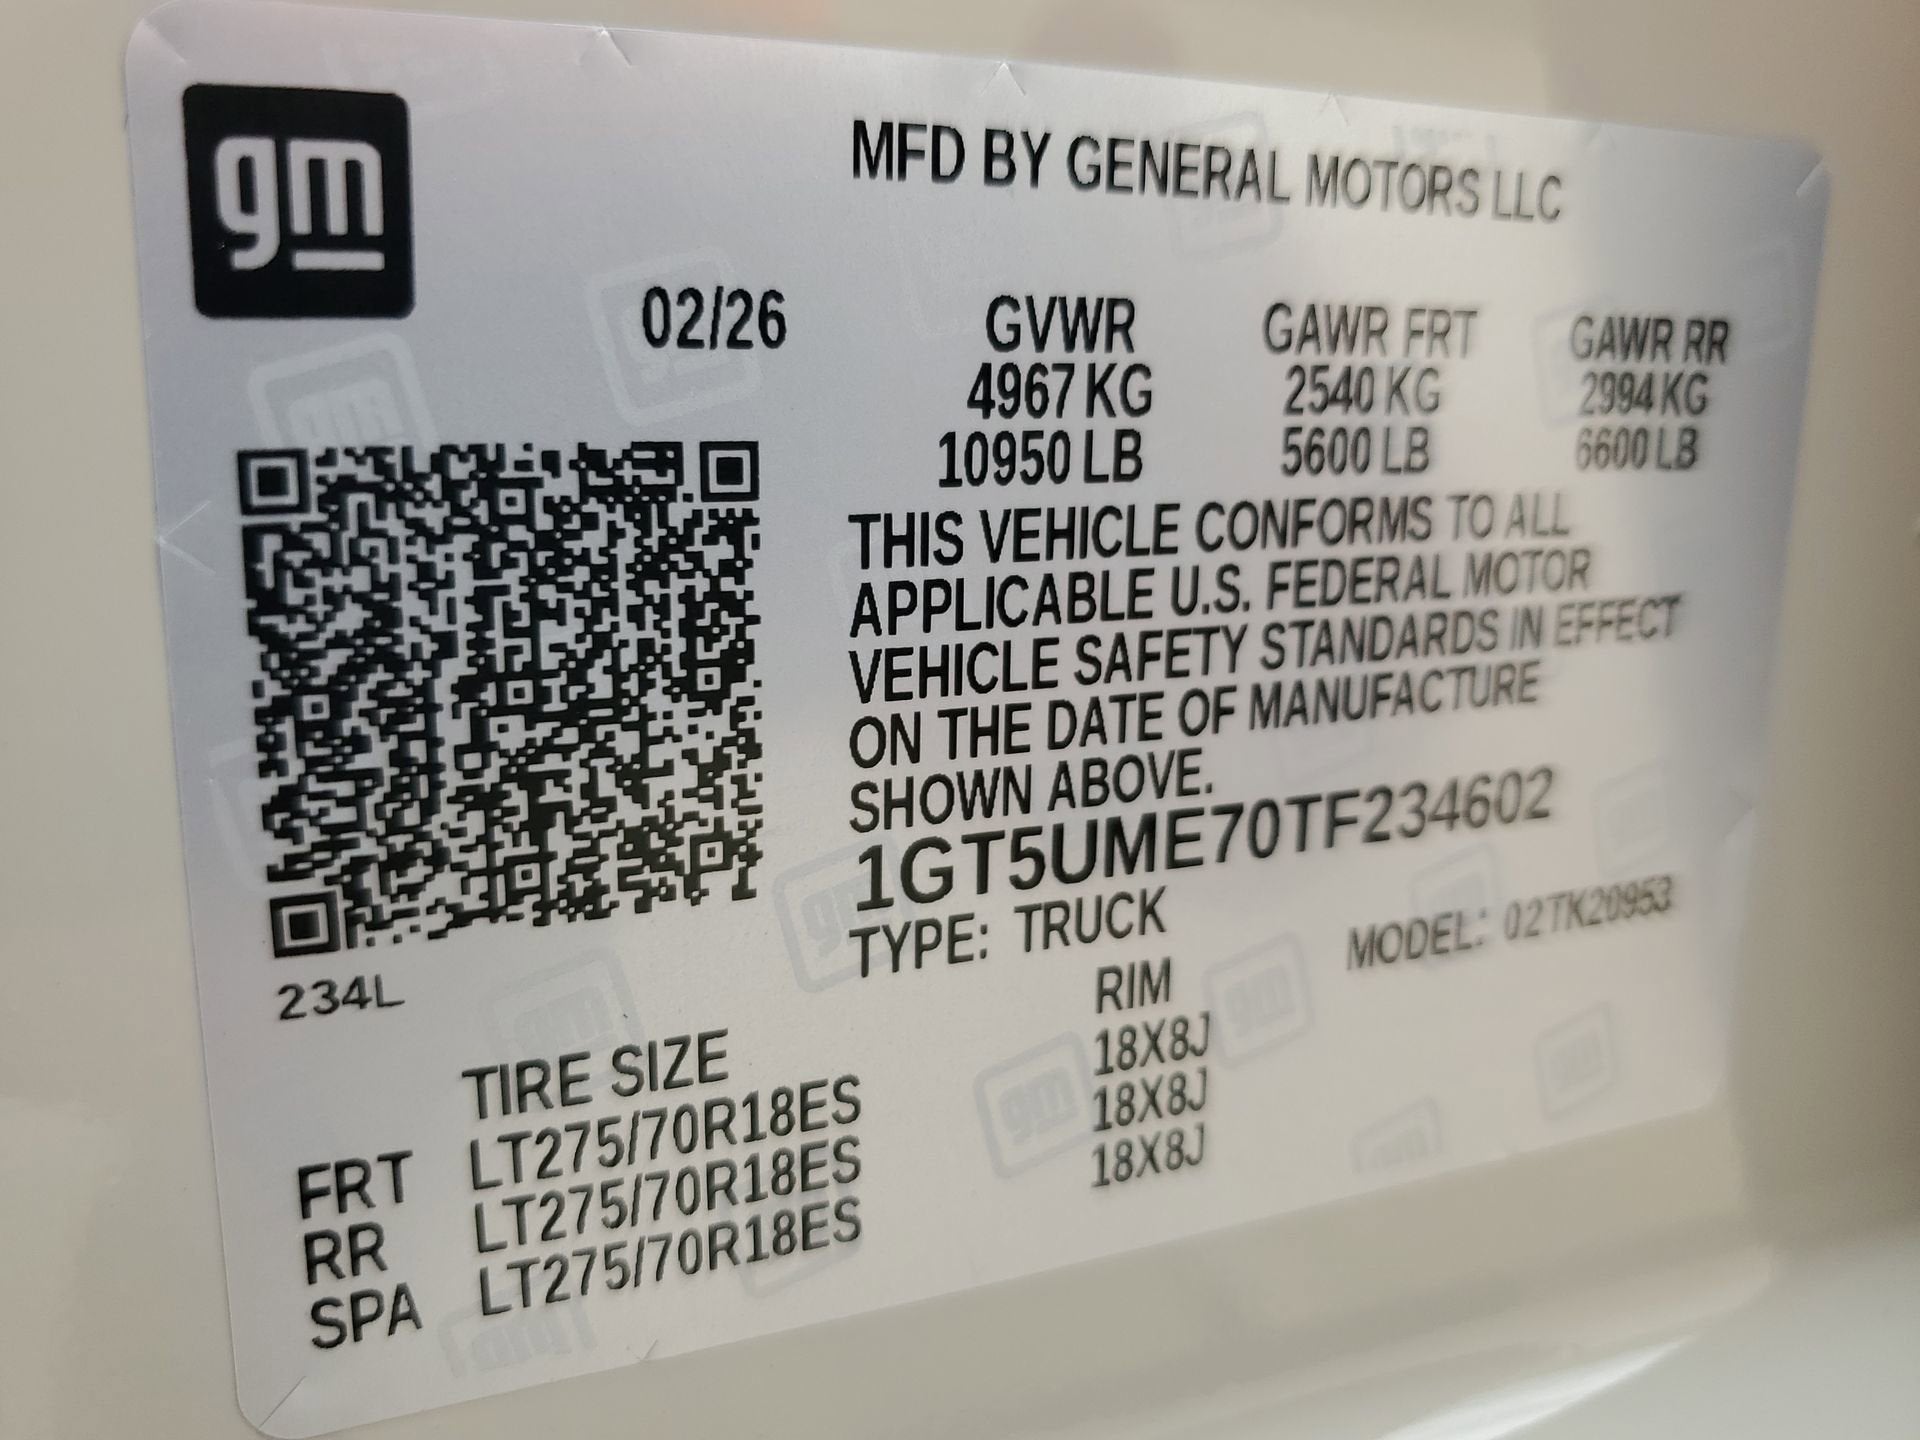 gm
MFD BY GENERAL MOTORS LLC
02/26 GVWR GAWR FRT GAWR RR
4967 KG 2540 KG 2994 KG
10950 LB 5600 LB 6600 LB
THIS VEHICLE CONFORMS TO ALL
APPLICABLE U.S. FEDERAL MOTOR
VEHICLE SAFETY STANDARDS IN EFFECT
ON THE DATE OF MANUFACTURE
SHOWN ABOVE.
1GT5UME70TF234602
TYPE: TRUCK MODEL: 02TK20953
234L
TIRE SIZE RIM
FRT LT275/70R18ES 18X8J
RR LT275/70R18ES 18X8J
SPA LT275/70R18ES 18X8J